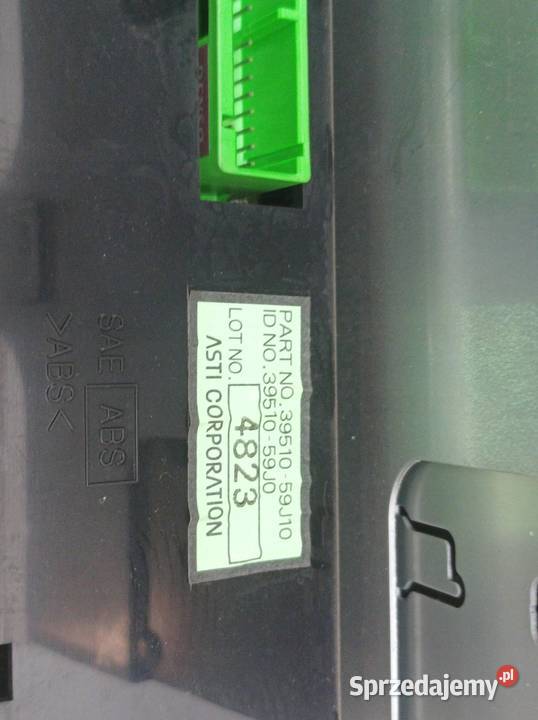 PART NO. 39510-59J10
ID NO. 39510-59J0
LOT NO. 4823
ASTI CORPORATION
SAE ABS
>ABS<
Sprzedajemy.pl